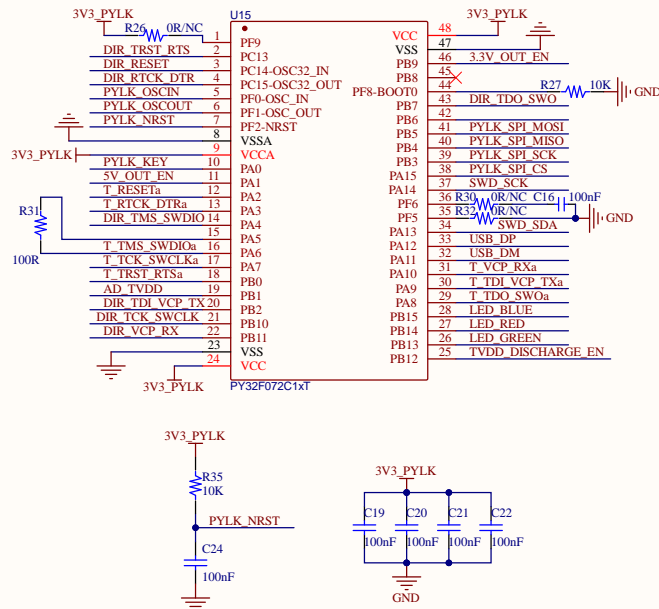 3V3_PYLK
R26 0R/NC
U15
3V3_PYLK
1 PF9 VCC 48
DIR_TRST_RTS 2 PC13 VSS 47
DIR_RESET 3 PC14-OSC32_IN PB9 46 3.3V_OUT_EN
DIR_RTCK_DTR 4 PC15-OSC32_OUT PB8 45
PYLK_OSCIN 5 PF0-OSC_IN PF8-BOOT0 44 R27 10K GND
PYLK_OSCOUT 6 PF1-OSC_OUT PB7 43 DIR_TDO_SWO
PYLK_NRST 7 PF2-NRST PB6 42
8 VSSA PB5 41 PYLK_SPI_MOSI
3V3_PYLK 9 VCCA PB4 40 PYLK_SPI_MISO
PYLK_KEY 10 PA0 PB3 39 PYLK_SPI_SCK
5V_OUT_EN 11 PA1 PA15 38 PYLK_SPI_CS
T_RESETa 12 PA2 PA14 37 SWD_SCK
T_RTCK_DTRa 13 PA3 PF6 36 R30 0R/NC C16 100nF
DIR_TMS_SWDIO 14 PA4 PF5 35 R32 0R/NC GND
R31 100R
15 PA5 PA13 34 SWD_SDA
T_TMS_SWDIOa 16 PA6 PA12 33 USB_DP
T_TCK_SWCLKa 17 PA7 PA11 32 USB_DM
T_TRST_RTSa 18 PB0 PA10 31 T_VCP_RXa
AD_TVDD 19 PB1 PA9 30 T_TDI_VCP_TXa
DIR_TDI_VCP_TX 20 PB2 PA8 29 T_TDO_SWOa
DIR_TCK_SWCLK 21 PB10 PB15 28 LED_BLUE
DIR_VCP_RX 22 PB11 PB14 27 LED_RED
23 VSS PB13 26 LED_GREEN
24 VCC PB12 25 TVDD_DISCHARGE_EN
3V3_PYLK
PY32F072C1xT
3V3_PYLK
R35
10K
PYLK_NRST
C24
100nF
3V3_PYLK
C19 C20 C21 C22
100nF 100nF 100nF 100nF
GND